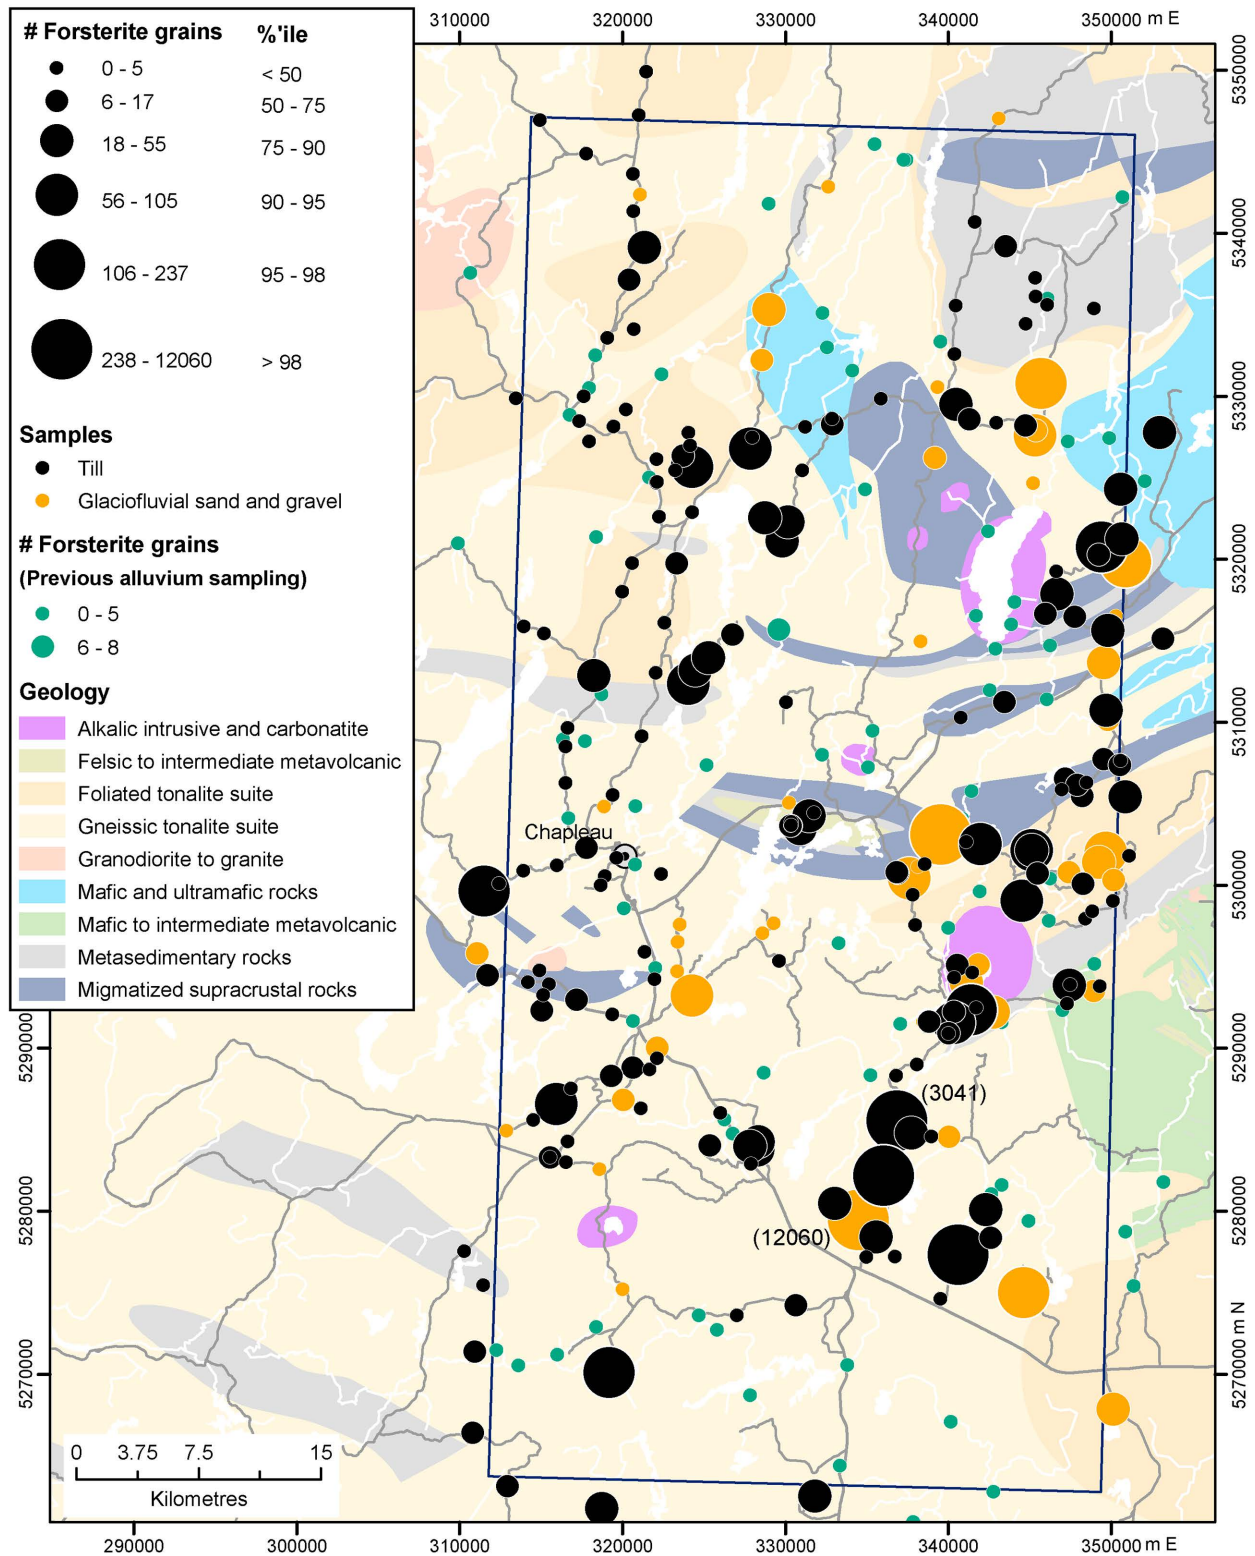 310000 320000 330000 340000 350000 m E
# Forsterite grains %'ile
0 - 5 < 50
6 - 17 50 - 75
18 - 55 75 - 90
56 - 105 90 - 95
106 - 237 95 - 98
238 - 12060 > 98
Samples
Till
Glaciofluvial sand and gravel
# Forsterite grains
(Previous alluvium sampling)
0 - 5
6 - 8
Geology
Alkalic intrusive and carbonatite
Felsic to intermediate metavolcanic
Foliated tonalite suite
Gneissic tonalite suite
Granodiorite to granite
Mafic and ultramafic rocks
Mafic to intermediate metavolcanic
Metasedimentary rocks
Migmatized supracrustal rocks
Chapleau
(3041)
(12060)
5350000
5340000
5330000
5320000
5310000
5300000
5290000
5280000
5270000 m N
5290000
5280000
5270000
0 3.75 7.5 15
Kilometres
290000 300000 310000 320000 330000 340000 350000 m E